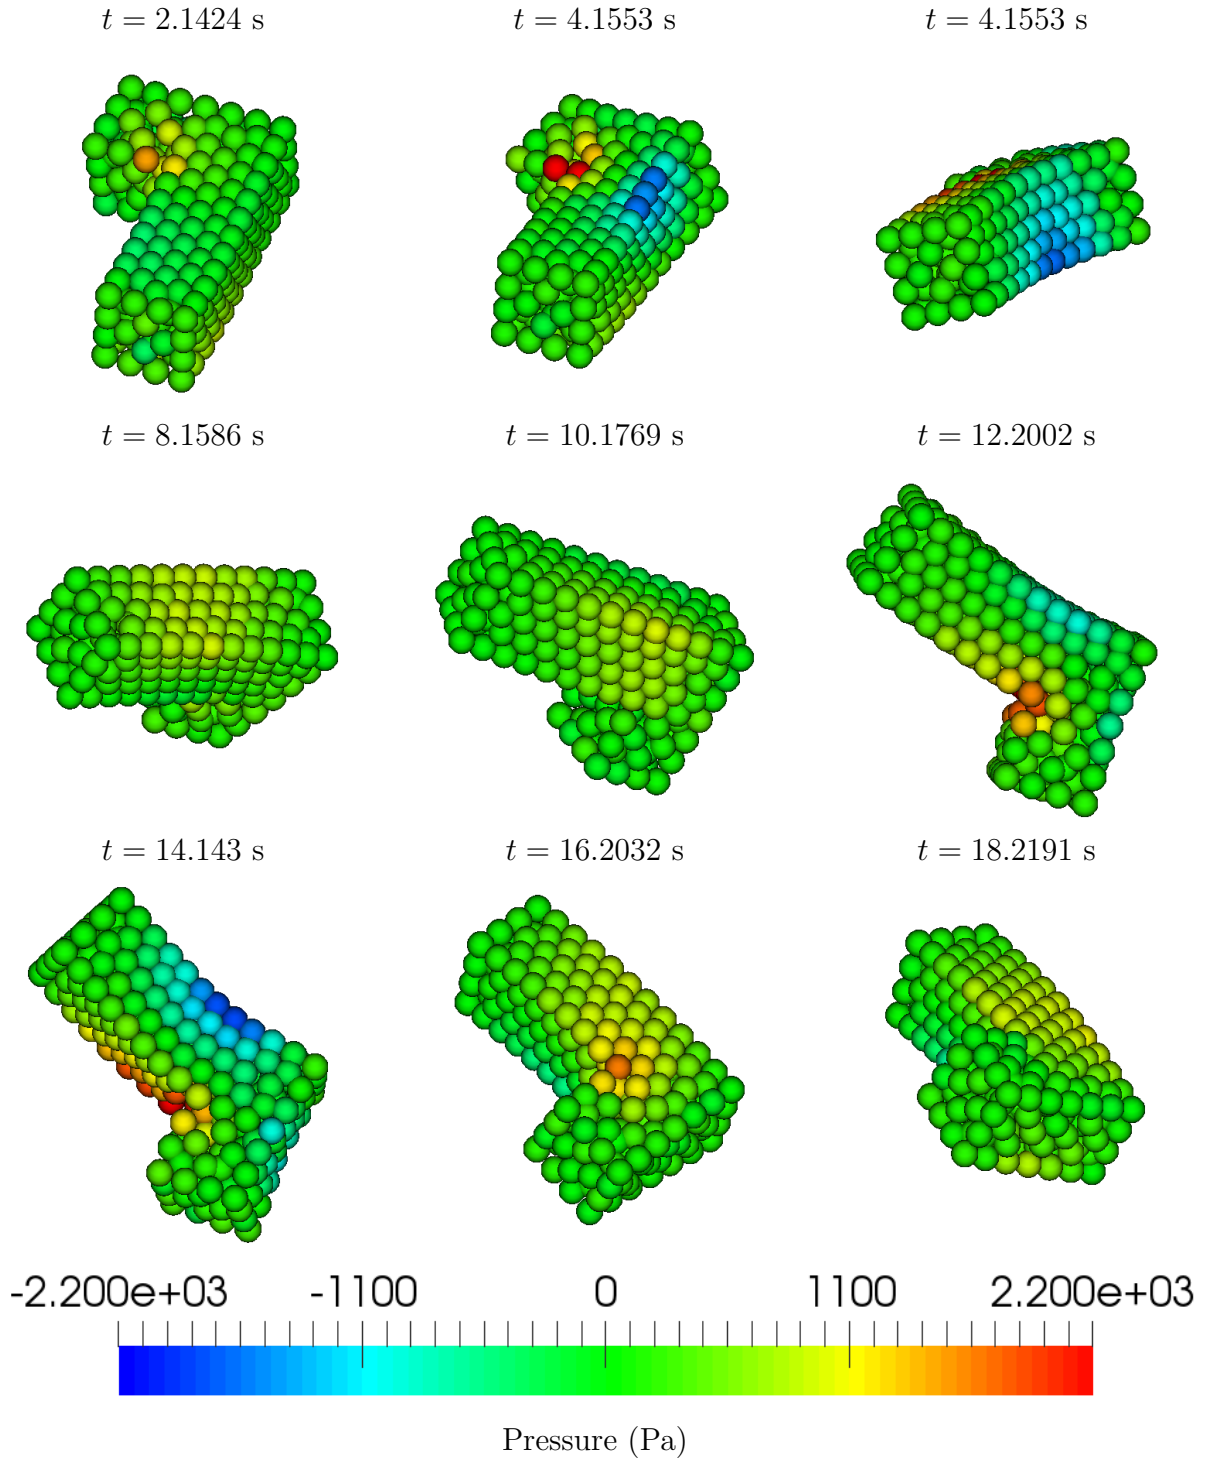 t = 2.1424 s t = 4.1553 s t = 4.1553 s
t = 8.1586 s t = 10.1769 s t = 12.2002 s
t = 14.143 s t = 16.2032 s t = 18.2191 s
-2.200e+03 -1100 0 1100 2.200e+03
Pressure (Pa)